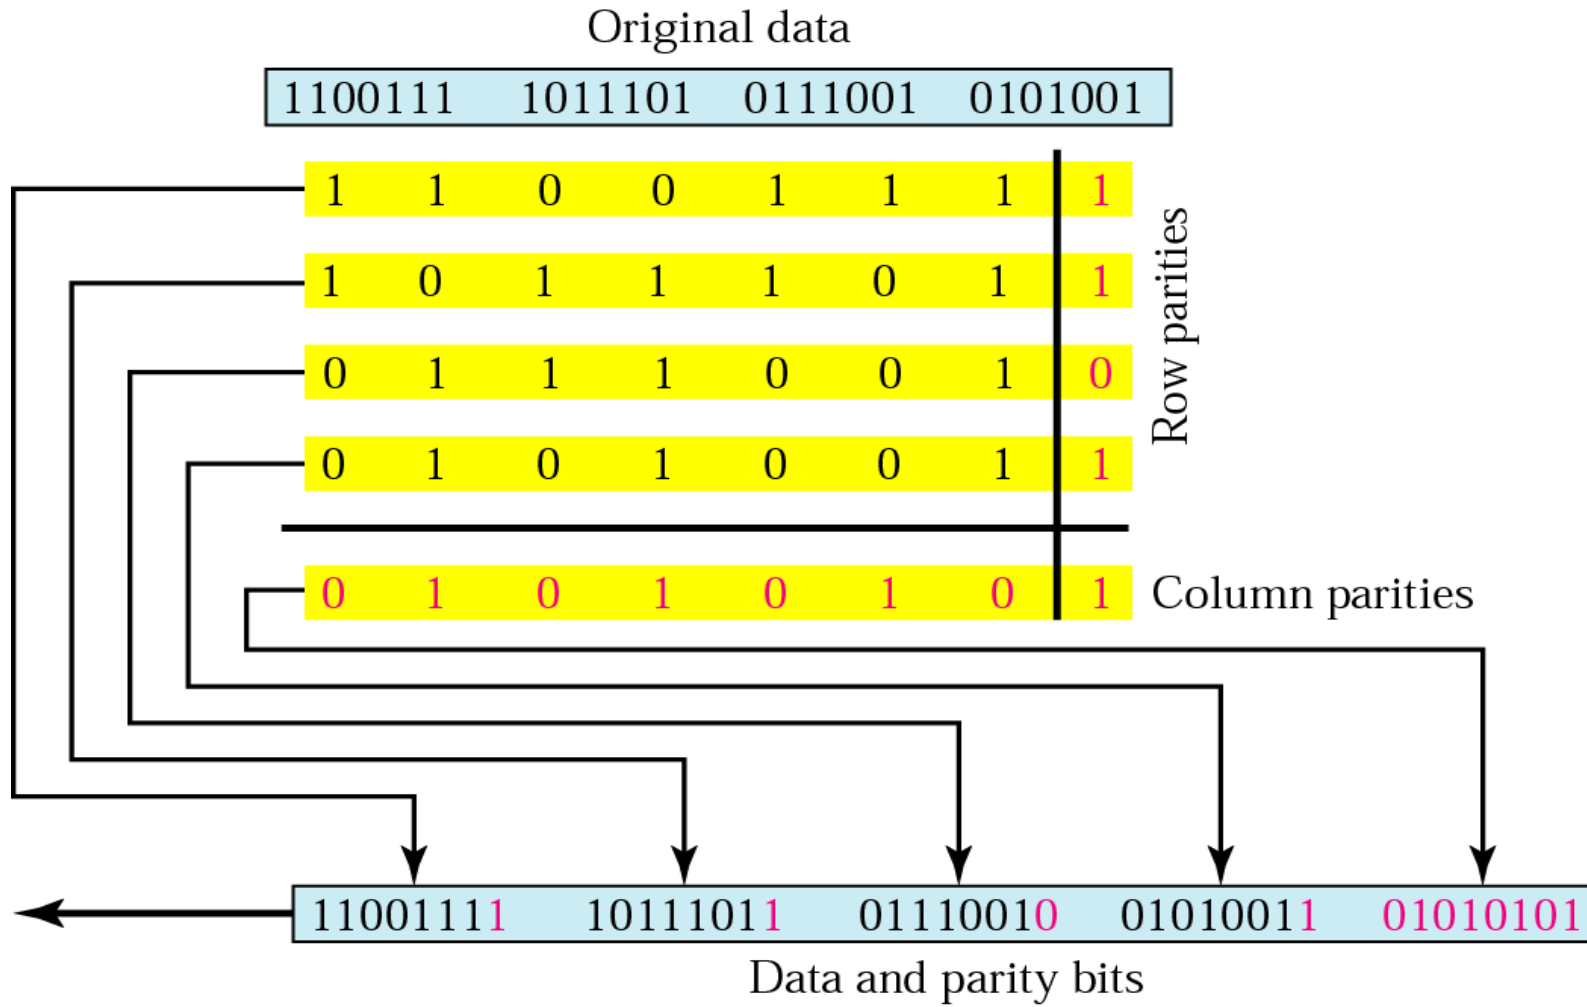 Original data
1100111 1011101 0111001 0101001
1 1 0 0 1 1 1 1
1 0 1 1 1 0 1 1
0 1 1 1 0 0 1 0
0 1 0 1 0 0 1 1
Row parities
0 1 0 1 0 1 0 1 Column parities
11001111 10111011 01110010 01010011 01010101
Data and parity bits